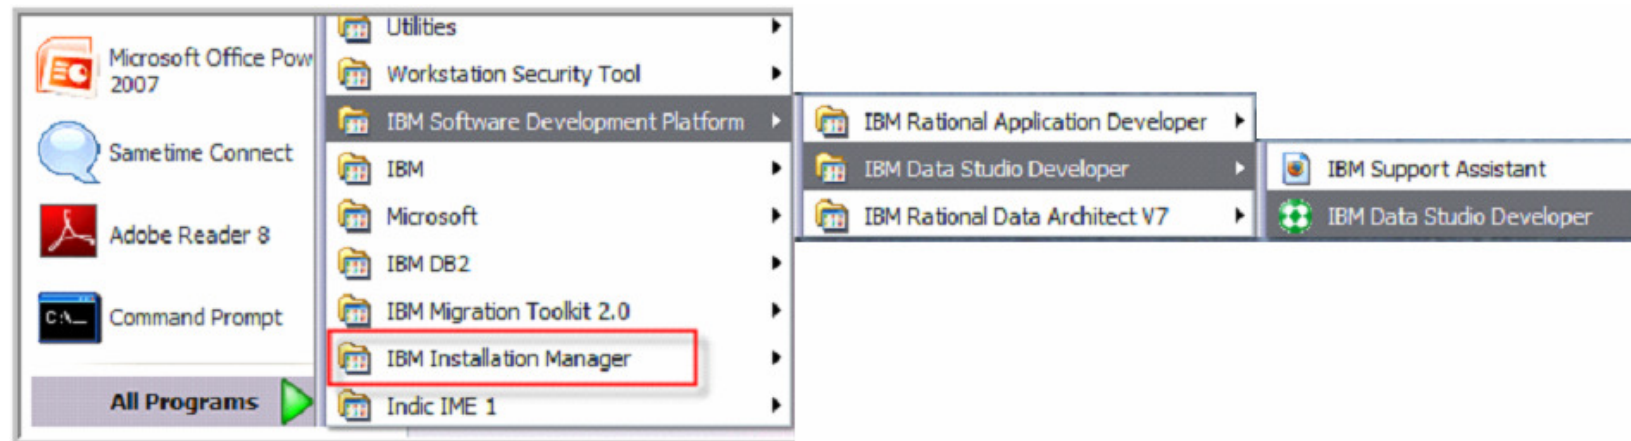 Microsoft Office Pow
2007
Sametime Connect
Adobe Reader 8
C:\_
Command Prompt
All Programs
Utilities
Workstation Security Tool
IBM Software Development Platform
IBM
Microsoft
IBM DB2
IBM Migration Toolkit 2.0
IBM Installation Manager
Indic IME 1
IBM Rational Application Developer
IBM Data Studio Developer
IBM Rational Data Architect V7
IBM Support Assistant
IBM Data Studio Developer